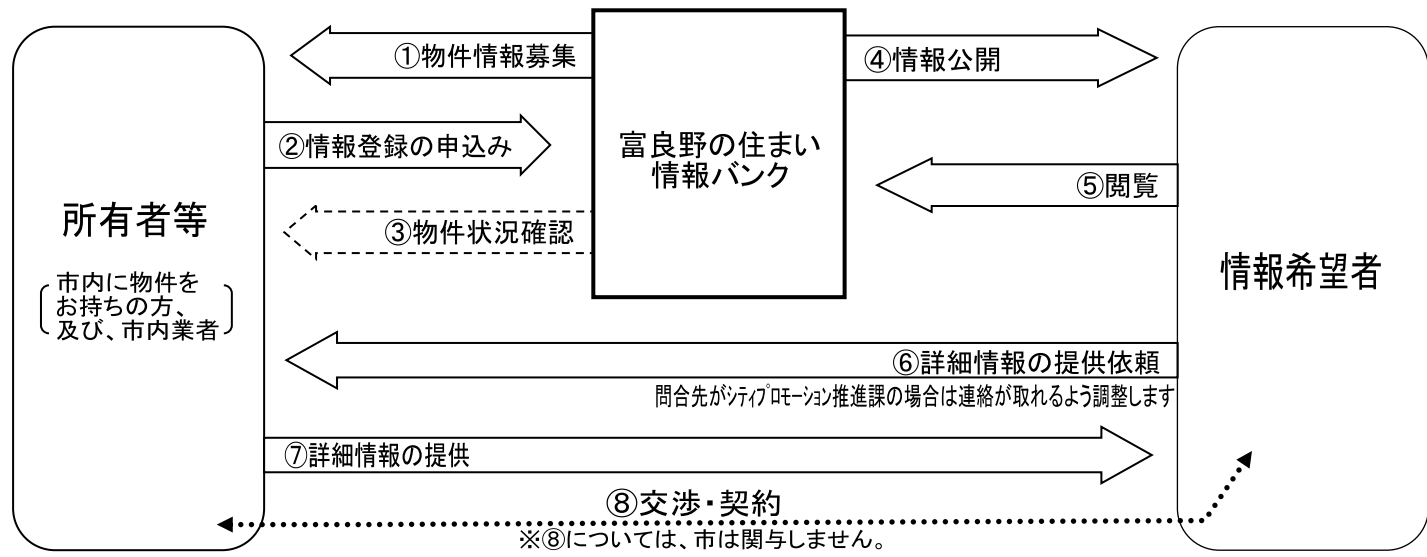 ①物件情報募集
④情報公開
②情報登録の申込み
富良野の住まい
情報バンク
⑤閲覧
所有者等
③物件状況確認
市内に物件を
お持ちの方、
及び、市内業者
情報希望者
⑥詳細情報の提供依頼
問合先がｼﾃｨﾌﾟﾛﾓｰｼｮﾝ推進課の場合は連絡が取れるよう調整します
⑦詳細情報の提供
⑧交渉・契約
※⑧については、市は関与しません。